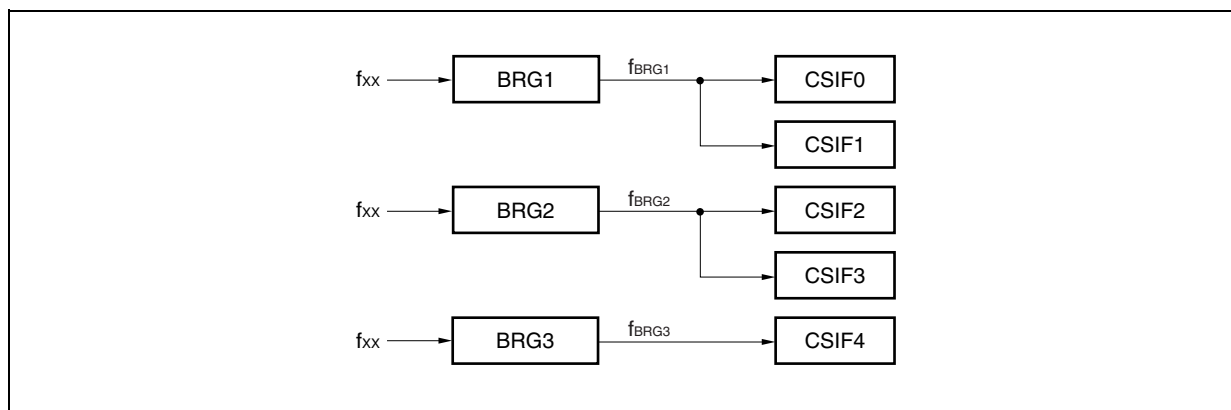 fxx BRG1 fBRG1 CSIF0
CSIF1
fxx BRG2 fBRG2 CSIF2
CSIF3
fxx BRG3 fBRG3 CSIF4